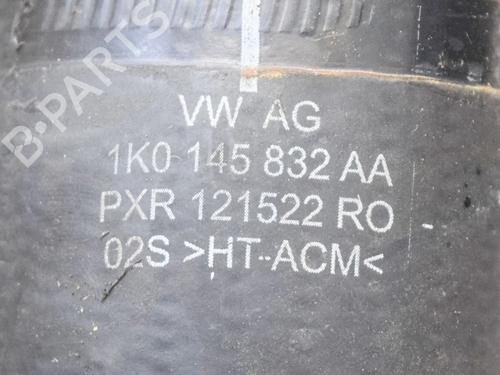 B-PARTS
VW AG
1K0 145 832 AA
PXR 121522 RO
02S >HT-ACM<